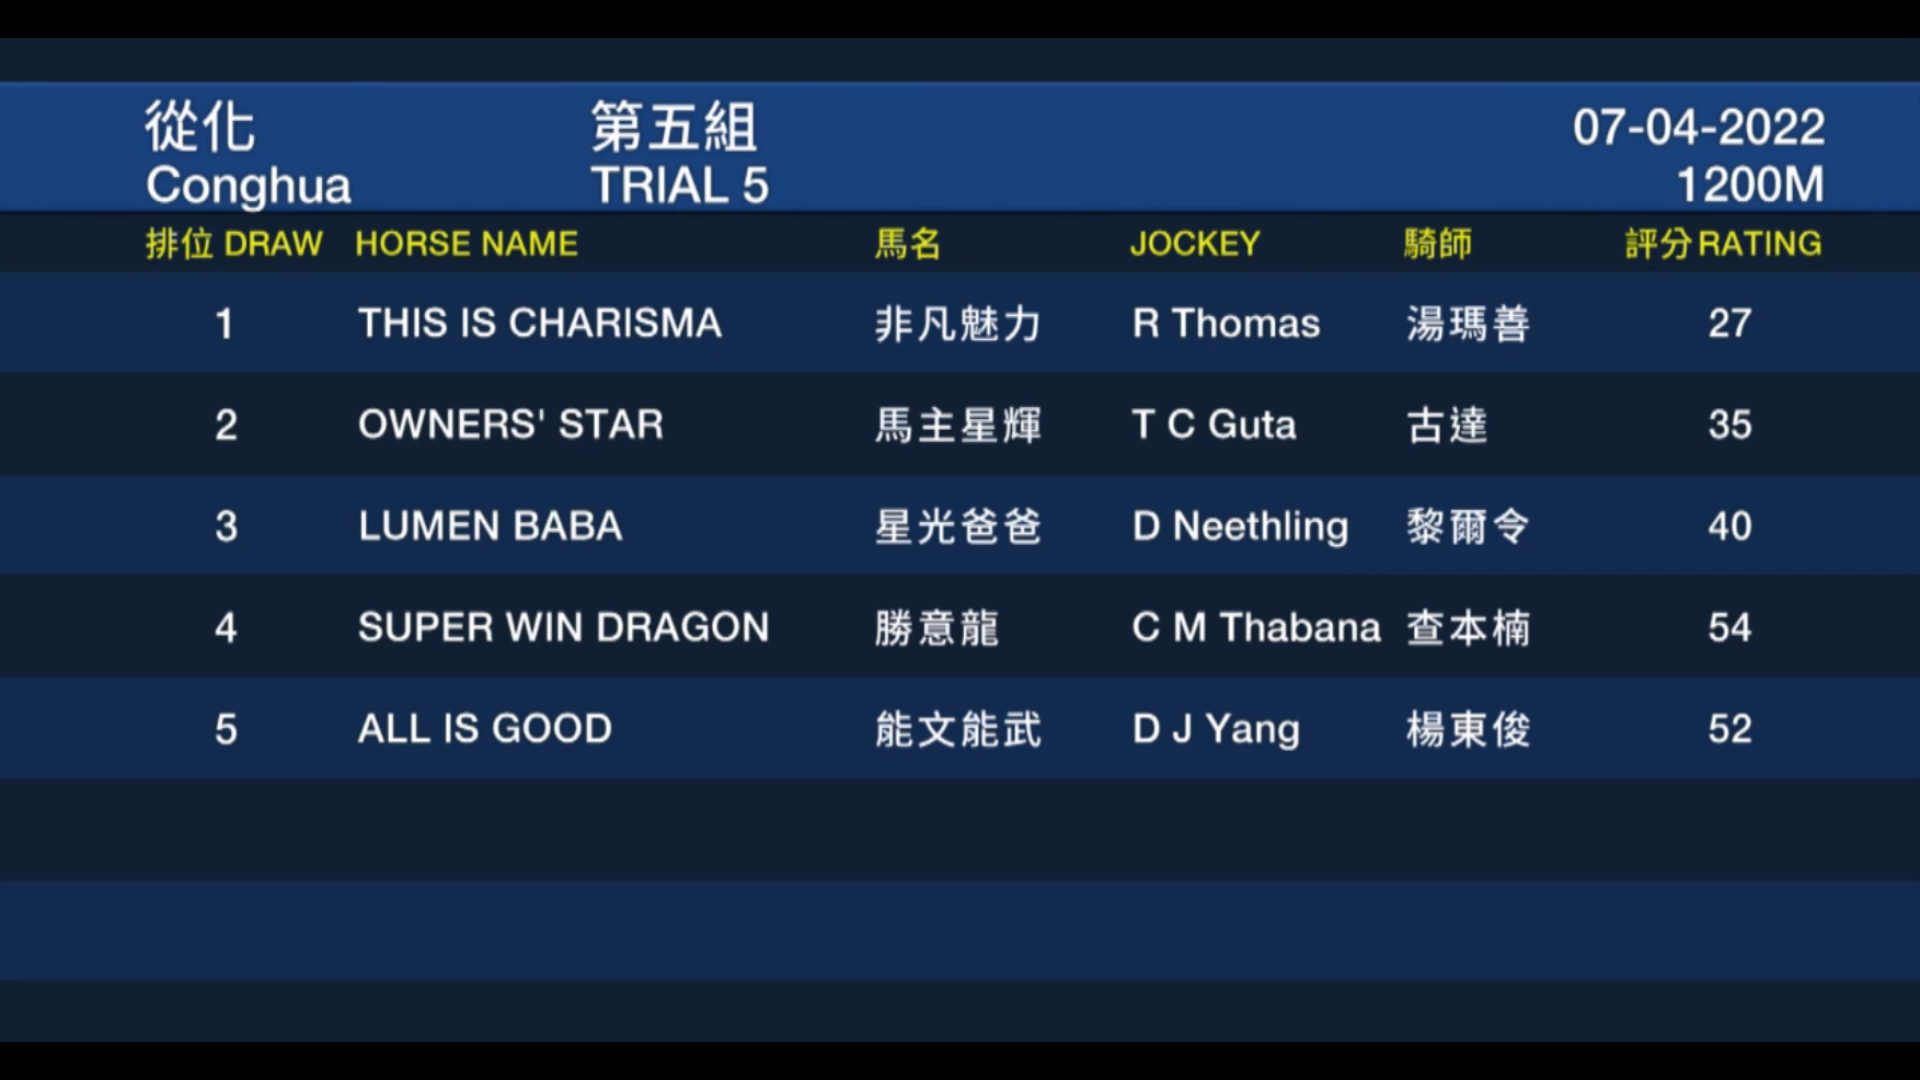 從化 第五組 07-04-2022
Conghua TRIAL 5 1200M
排位 DRAW HORSE NAME 馬名 JOCKEY 騎師 評分 RATING
1 THIS IS CHARISMA 非凡魅力 R Thomas 湯瑪善 27
2 OWNERS' STAR 馬主星輝 T C Guta 古達 35
3 LUMEN BABA 星光爸爸 D Neethling 黎爾令 40
4 SUPER WIN DRAGON 勝意龍 C M Thabana 查本楠 54
5 ALL IS GOOD 能文能武 D J Yang 楊東俊 52